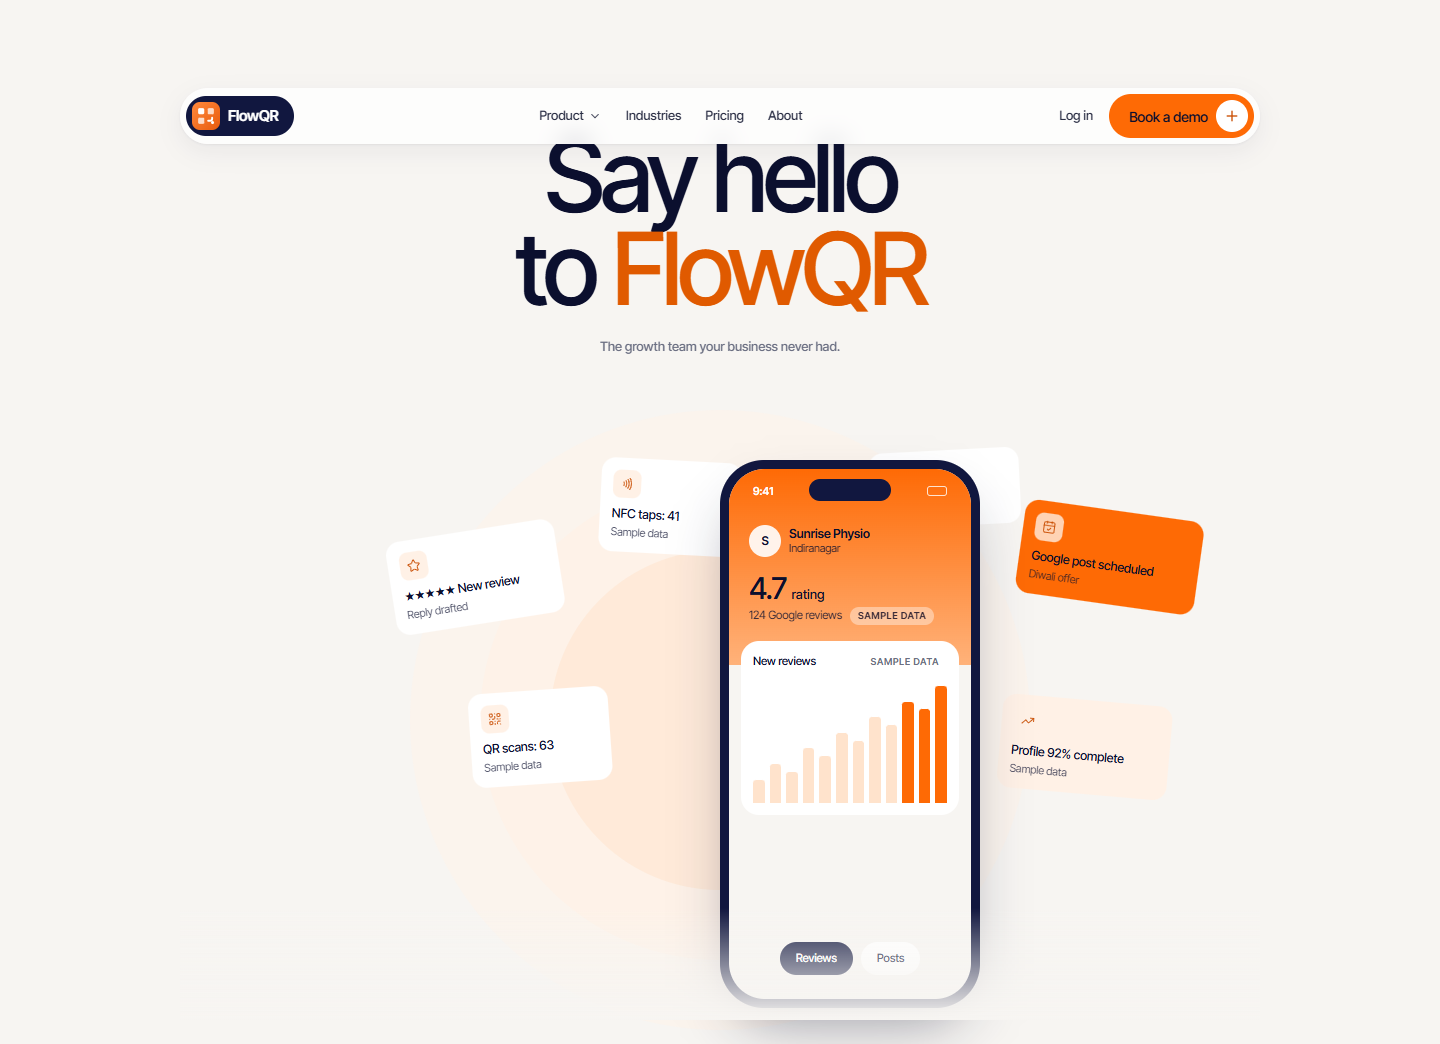 FlowQR
Product
Industries
Pricing
About
Log in
Book a demo
Say hello
to FlowQR
The growth team your business never had.
NFC taps: 41
Sample data
★★★★★ New review
Reply drafted
QR scans: 63
Sample data
9:41
S
Sunrise Physio
Indiranagar
4.7 rating
124 Google reviews
SAMPLE DATA
New reviews
SAMPLE DATA
Reviews
Posts
Google post scheduled
Diwali offer
Profile 92% complete
Sample data